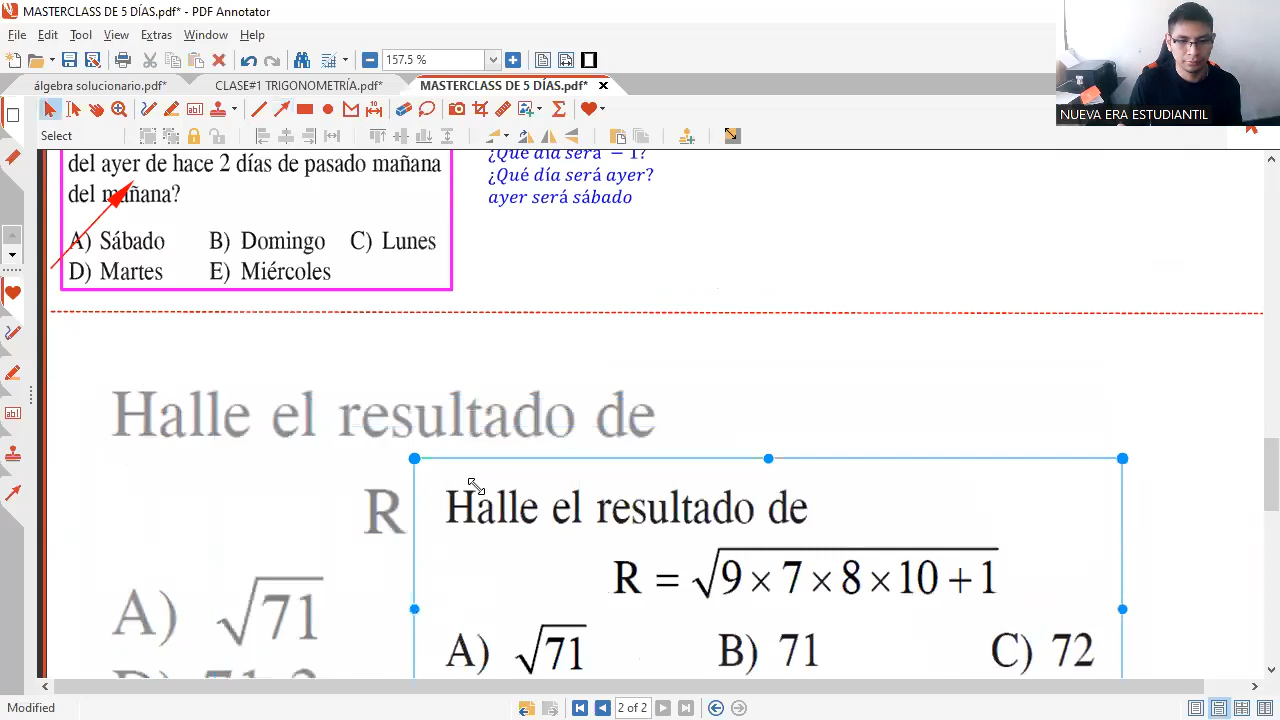 MASTERCLASS DE 5 DÍAS.pdf* - PDF Annotator
File Edit Tool View Extras Window Help
157.5 %
álgebra solucionario.pdf* CLASE#1 TRIGONOMETRÍA.pdf MASTERCLASS DE 5 DÍAS.pdf*
NUEVA ERA ESTUDIANTIL
Select
¿Qué día será − 1?
del ayer de hace 2 días de pasado mañana
¿Qué día será ayer?
del mañana?
ayer será sábado
A) Sábado B) Domingo C) Lunes
D) Martes E) Miércoles
Halle el resultado de
R
A) √71
Halle el resultado de
R = √9 × 7 × 8 × 10 + 1
A) √71 B) 71 C) 72
Modified
2 of 2